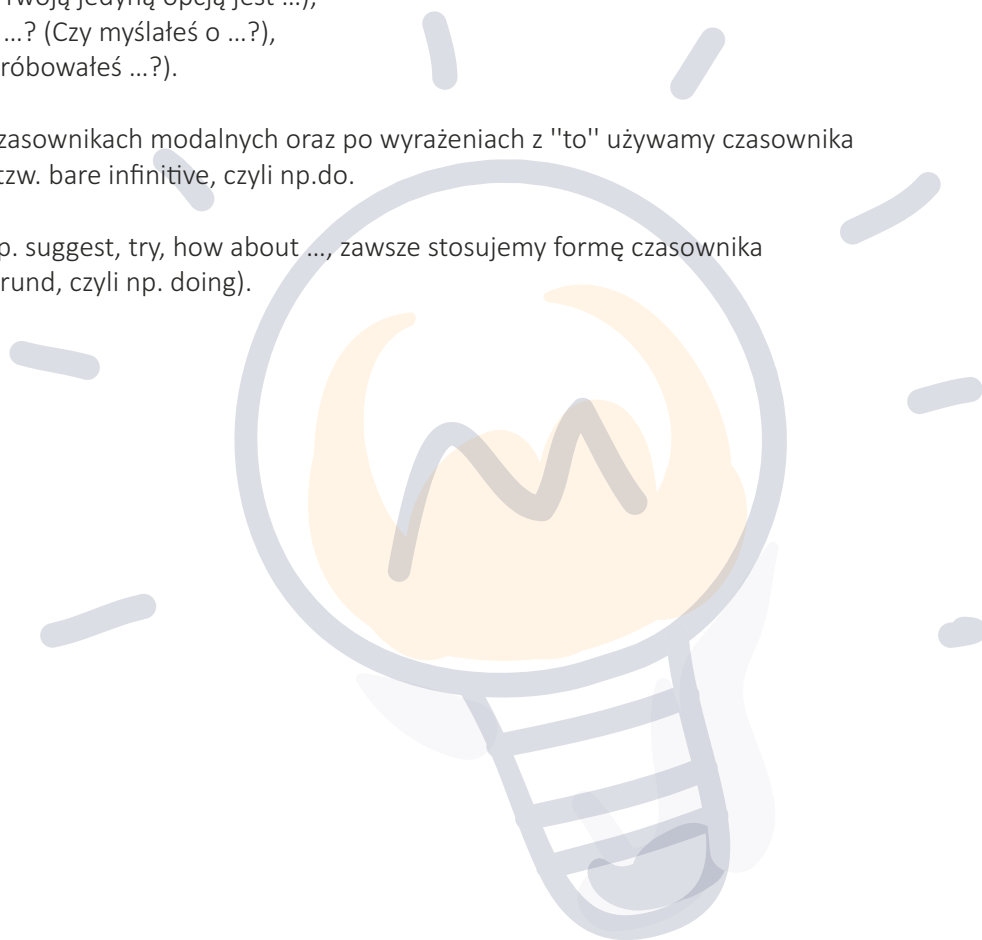 Twoją jedyną opcją jest ...),
...? (Czy myślałeś o ...?),
róbowałeś ...?).
zasownikach modalnych oraz po wyrażeniach z ''to'' używamy czasownika
tzw. bare infinitive, czyli np.do.
p. suggest, try, how about ..., zawsze stosujemy formę czasownika
rund, czyli np. doing).